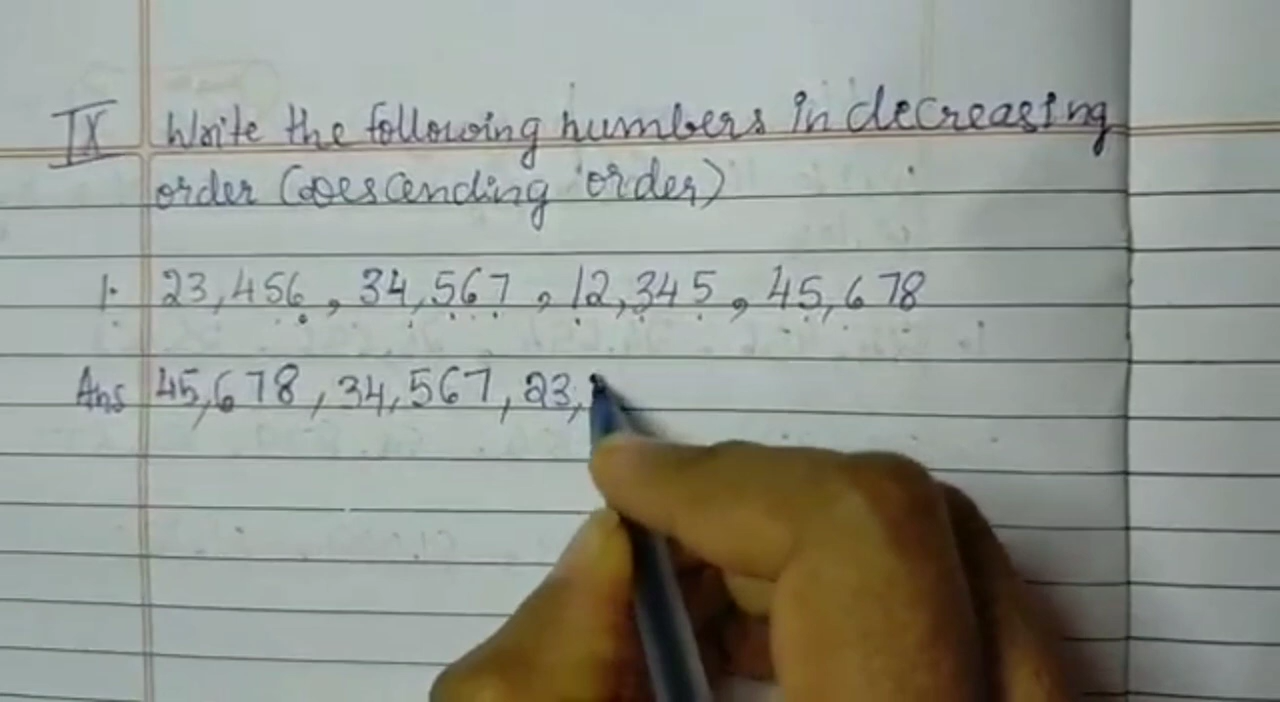 IX Write the following numbers in decreasing
order (Descending order)
1. 23,456, 34,567, 12,345, 45,678
Ans 45,678, 34,567, 23,